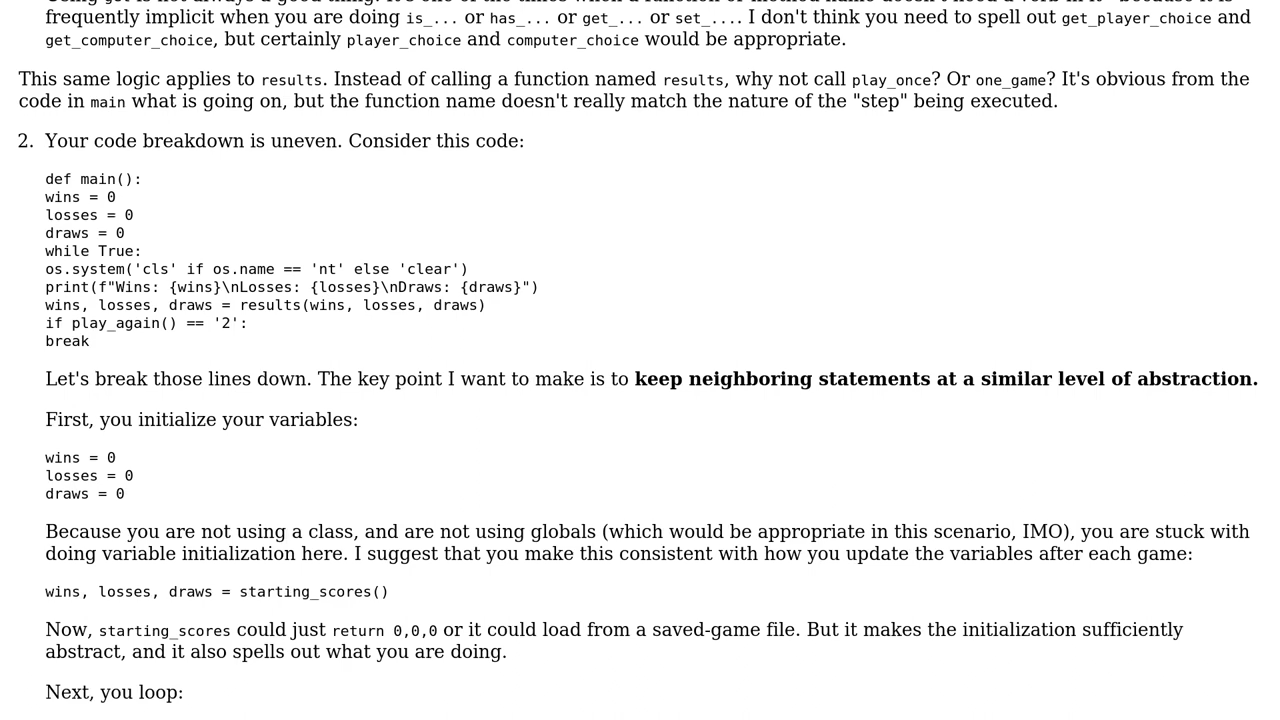 frequently implicit when you are doing is_... or has_... or get_... or set_.... I don't think you need to spell out get_player_choice and
get_computer_choice, but certainly player_choice and computer_choice would be appropriate.
This same logic applies to results. Instead of calling a function named results, why not call play_once? Or one_game? It's obvious from the
code in main what is going on, but the function name doesn't really match the nature of the "step" being executed.
2. Your code breakdown is uneven. Consider this code:
def main():
wins = 0
losses = 0
draws = 0
while True:
os.system('cls' if os.name == 'nt' else 'clear')
print(f"Wins: {wins}\nLosses: {losses}\nDraws: {draws}")
wins, losses, draws = results(wins, losses, draws)
if play_again() == '2':
break
Let's break those lines down. The key point I want to make is to keep neighboring statements at a similar level of abstraction.
First, you initialize your variables:
wins = 0
losses = 0
draws = 0
Because you are not using a class, and are not using globals (which would be appropriate in this scenario, IMO), you are stuck with
doing variable initialization here. I suggest that you make this consistent with how you update the variables after each game:
wins, losses, draws = starting_scores()
Now, starting_scores could just return 0,0,0 or it could load from a saved-game file. But it makes the initialization sufficiently
abstract, and it also spells out what you are doing.
Next, you loop: